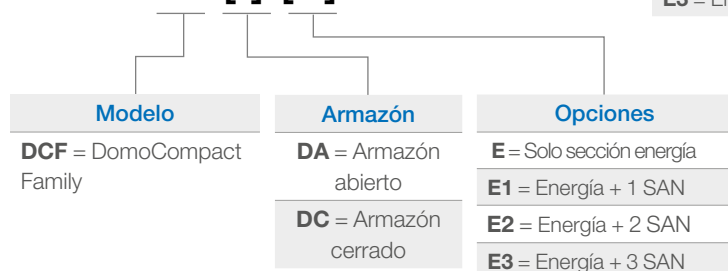 Modelo
Armazón
Opciones
DCF = DomoCompact
Family
DA = Armazón
abierto
DC = Armazón
cerrado
E = Solo sección energía
E1 = Energía + 1 SAN
E2 = Energía + 2 SAN
E3 = Energía + 3 SAN